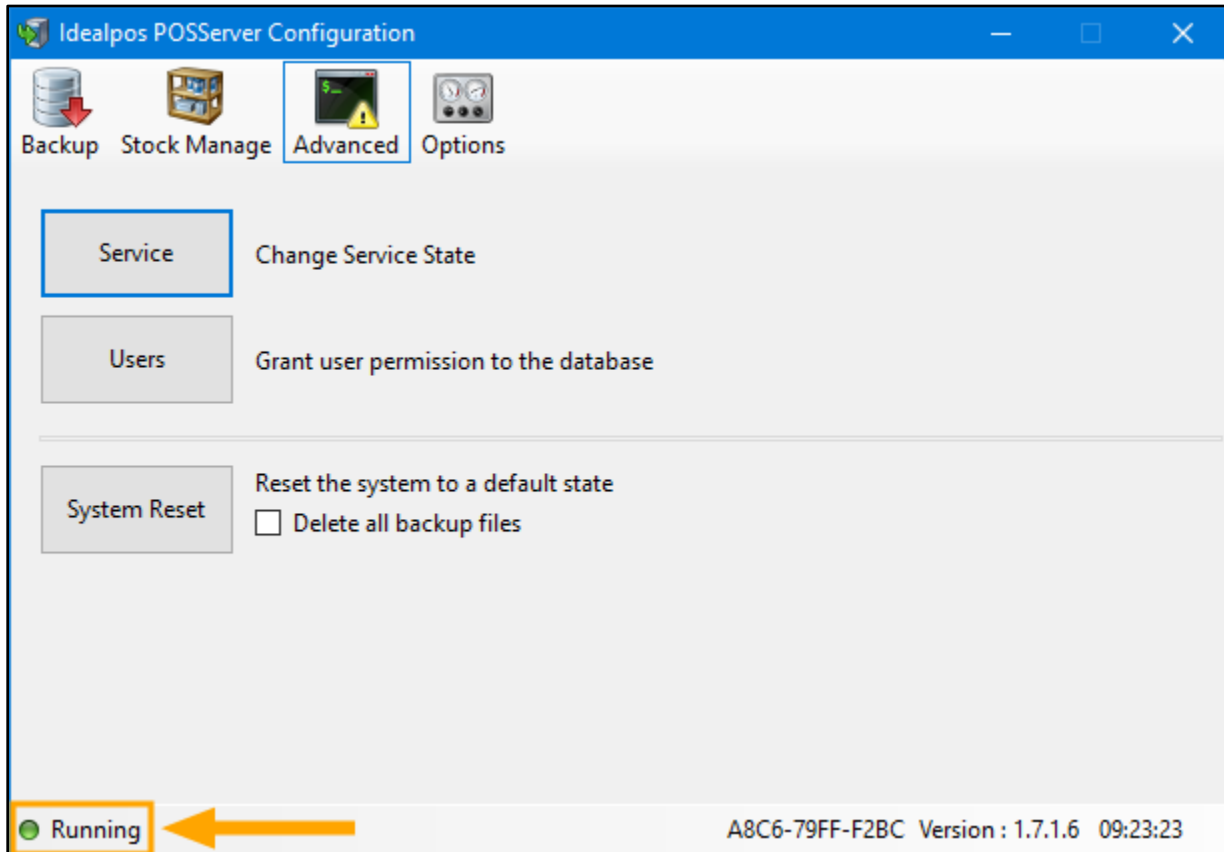 Idealpos POSServer Configuration
$_
Backup Stock Manage Advanced Options
Service Change Service State
Users Grant user permission to the database
System Reset Reset the system to a default state
Delete all backup files
Running A8C6-79FF-F2BC Version : 1.7.1.6 09:23:23